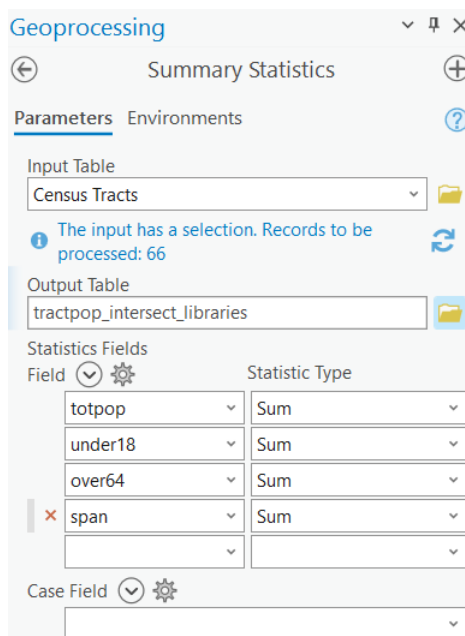 Geoprocessing
Summary Statistics
Parameters Environments
Input Table
Census Tracts
The input has a selection. Records to be
processed: 66
Output Table
tractpop_intersect_libraries
Statistics Fields
Field Statistic Type
totpop Sum
under18 Sum
over64 Sum
span Sum
Case Field